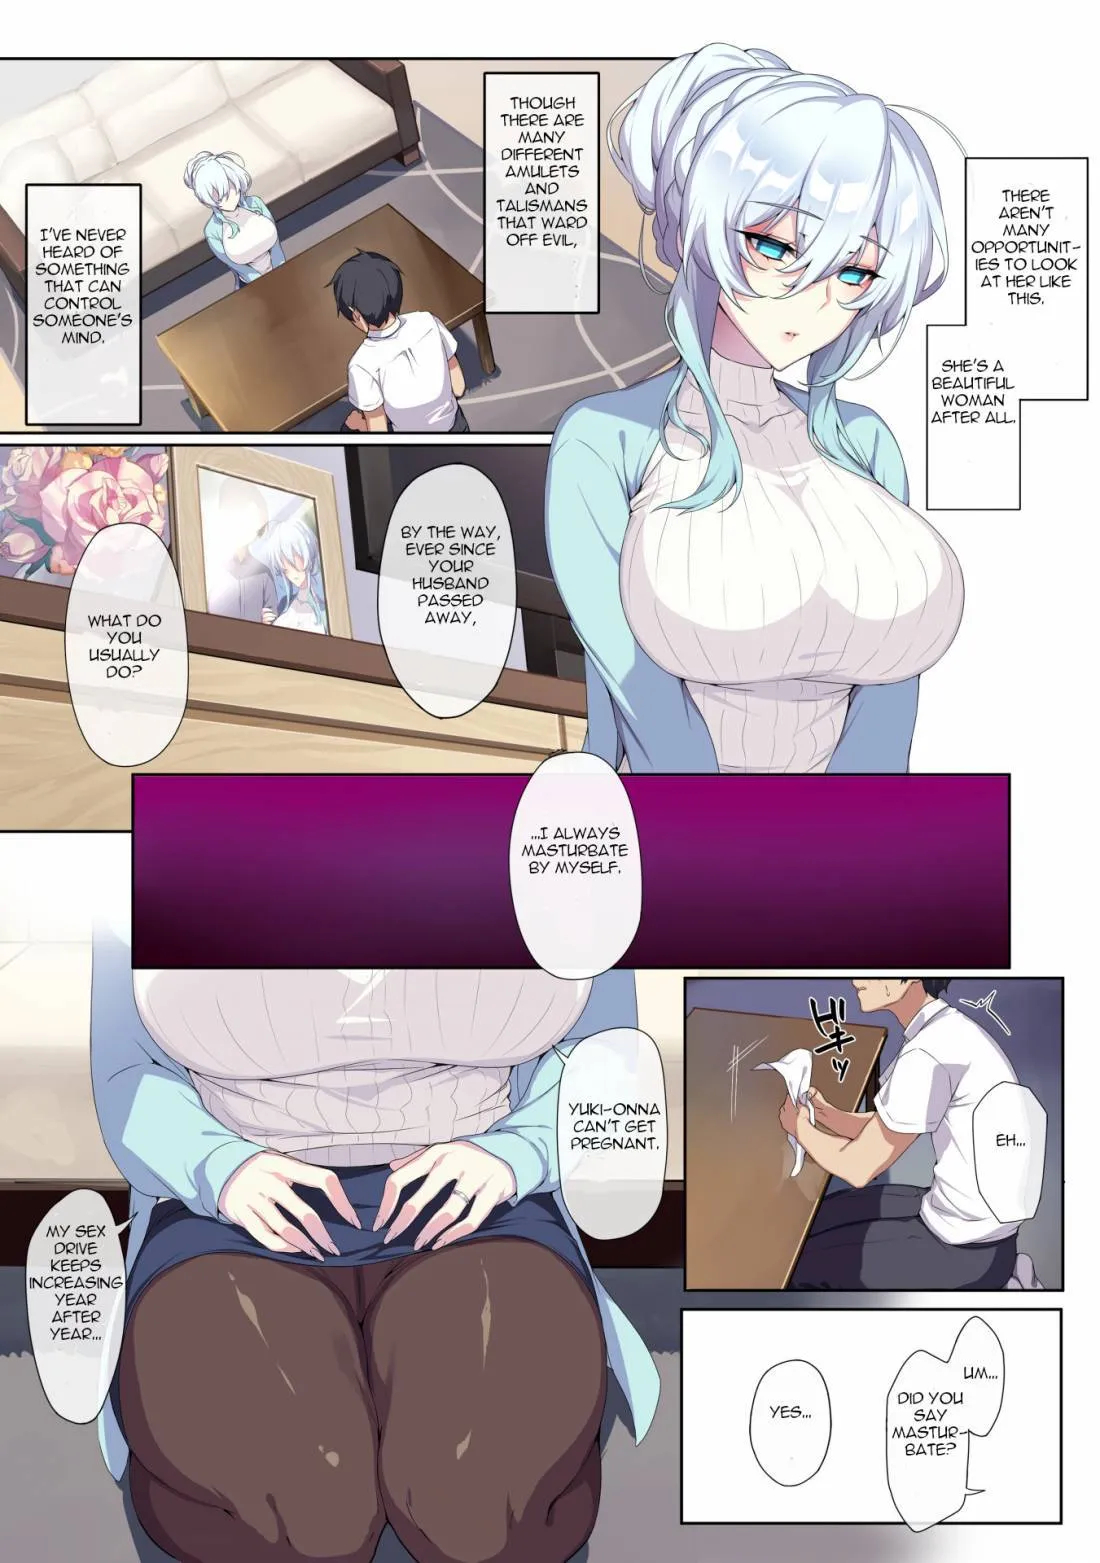 THERE
AREN'T
MANY
OPPORTUNIT-
IES TO LOOK
AT HER LIKE
THIS.
SHE'S A
BEAUTIFUL
WOMAN
AFTER ALL.
THOUGH
THERE ARE
MANY
DIFFERENT
AMULETS
AND
TALISMANS
THAT WARD
OFF EVIL,
I'VE NEVER
HEARD OF
SOMETHING
THAT CAN
CONTROL
SOMEONE'S
MIND.
BY THE WAY,
EVER SINCE
YOUR
HUSBAND
PASSED
AWAY,
WHAT DO
YOU
USUALLY
DO?
...I ALWAYS
MASTURBATE
BY MYSELF.
EH...
ビキッ
UM...
DID YOU
SAY
MASTUR-
BATE?
YES...
YUKI-ONNA
CAN'T GET
PREGNANT.
MY SEX
DRIVE
KEEPS
INCREASING
YEAR
AFTER
YEAR...